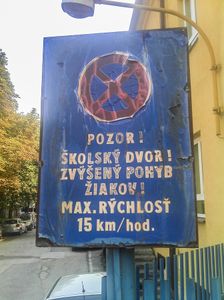 POZOR!
ŠKOLSKÝ DVOR!
ZVÝŠENÝ POHYB
ŽIAKOV!
MAX. RÝCHLOSŤ
15 km/hod.